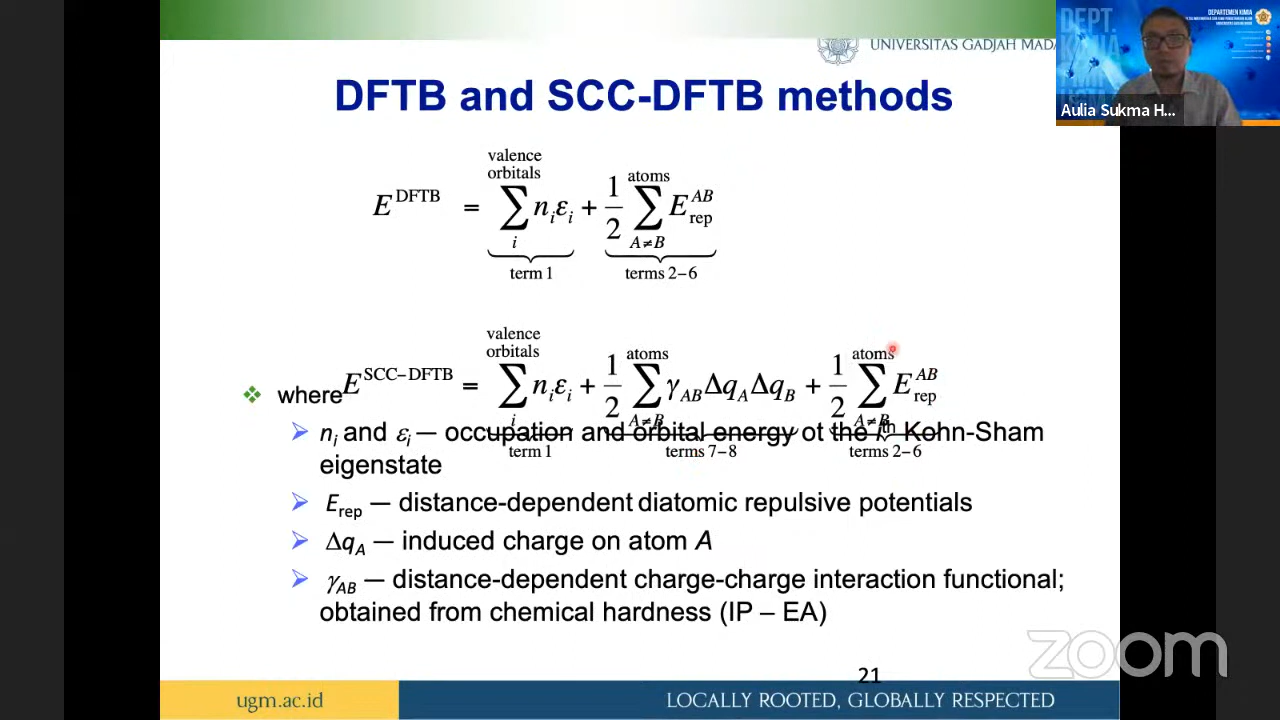 UNIVERSITAS GADJAH MADA
DEPARTEMEN KIMIA
DEPT.
KIMIA
Aulia Sukma H...
DFTB and SCC-DFTB methods
E^DFTB = ∑_i^{valence orbitals} n_i ε_i + 1/2 ∑_{A≠B}^{atoms} E_rep^{AB}
term 1 terms 2–6
E^SCC–DFTB = ∑_i^{valence orbitals} n_i ε_i + 1/2 ∑_{A≠B}^{atoms} γ_AB Δq_A Δq_B + 1/2 ∑_{A≠B}^{atoms} E_rep^{AB}
term 1 terms 7–8 terms 2–6
where
n_i and ε_i — occupation and orbital energy of the i^th Kohn-Sham
eigenstate
E_rep — distance-dependent diatomic repulsive potentials
Δq_A — induced charge on atom A
γ_AB — distance-dependent charge-charge interaction functional;
obtained from chemical hardness (IP – EA)
zoom
21
ugm.ac.id
LOCALLY ROOTED, GLOBALLY RESPECTED